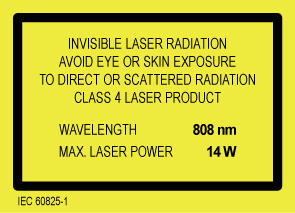 INVISIBLE LASER RADIATION
AVOID EYE OR SKIN EXPOSURE
TO DIRECT OR SCATTERED RADIATION
CLASS 4 LASER PRODUCT
WAVELENGTH 808 nm
MAX. LASER POWER 14 W
IEC 60825-1